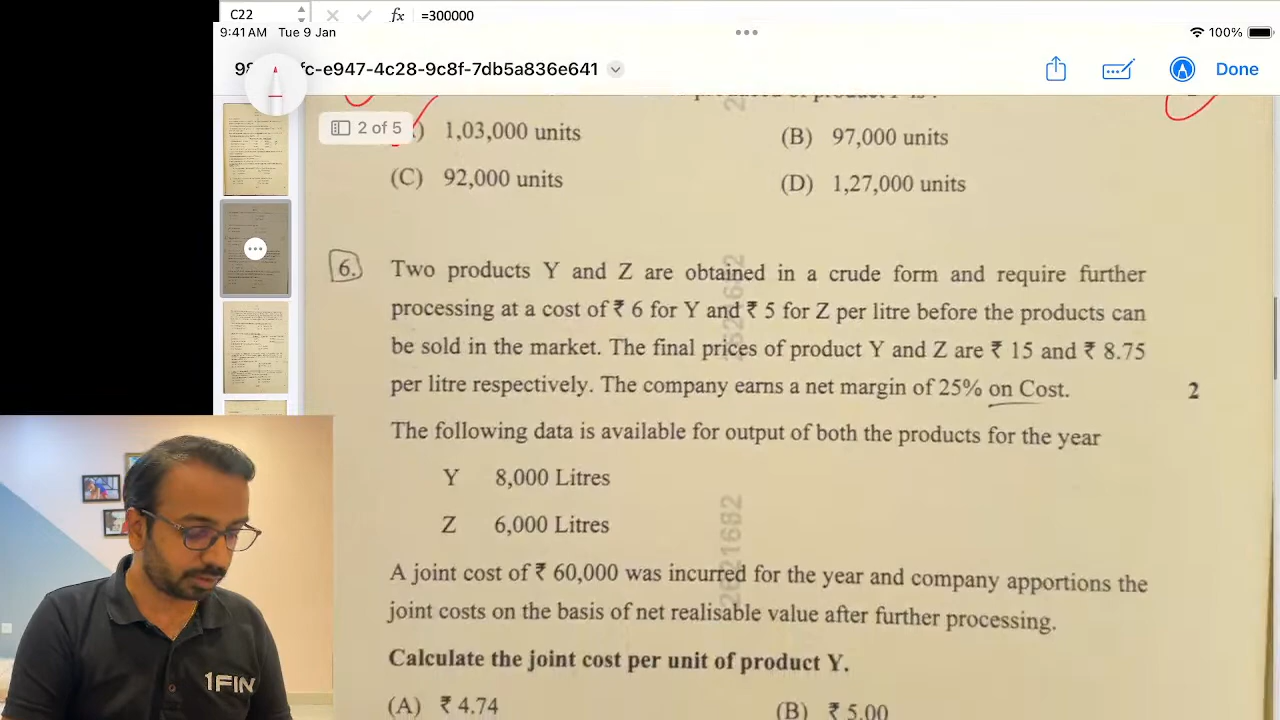 C22 fx =300000
9:41 AM Tue 9 Jan 100%
fc-e947-4c28-9c8f-7db5a836e641 Done
2 of 5
1,03,000 units (B) 97,000 units
(C) 92,000 units (D) 1,27,000 units
6. Two products Y and Z are obtained in a crude form and require further
processing at a cost of ₹ 6 for Y and ₹ 5 for Z per litre before the products can
be sold in the market. The final prices of product Y and Z are ₹ 15 and ₹ 8.75
per litre respectively. The company earns a net margin of 25% on Cost. 2
The following data is available for output of both the products for the year
Y 8,000 Litres
Z 6,000 Litres
A joint cost of ₹ 60,000 was incurred for the year and company apportions the
joint costs on the basis of net realisable value after further processing.
Calculate the joint cost per unit of product Y.
(A) ₹ 4.74 (B) ₹ 5.00
1FIN